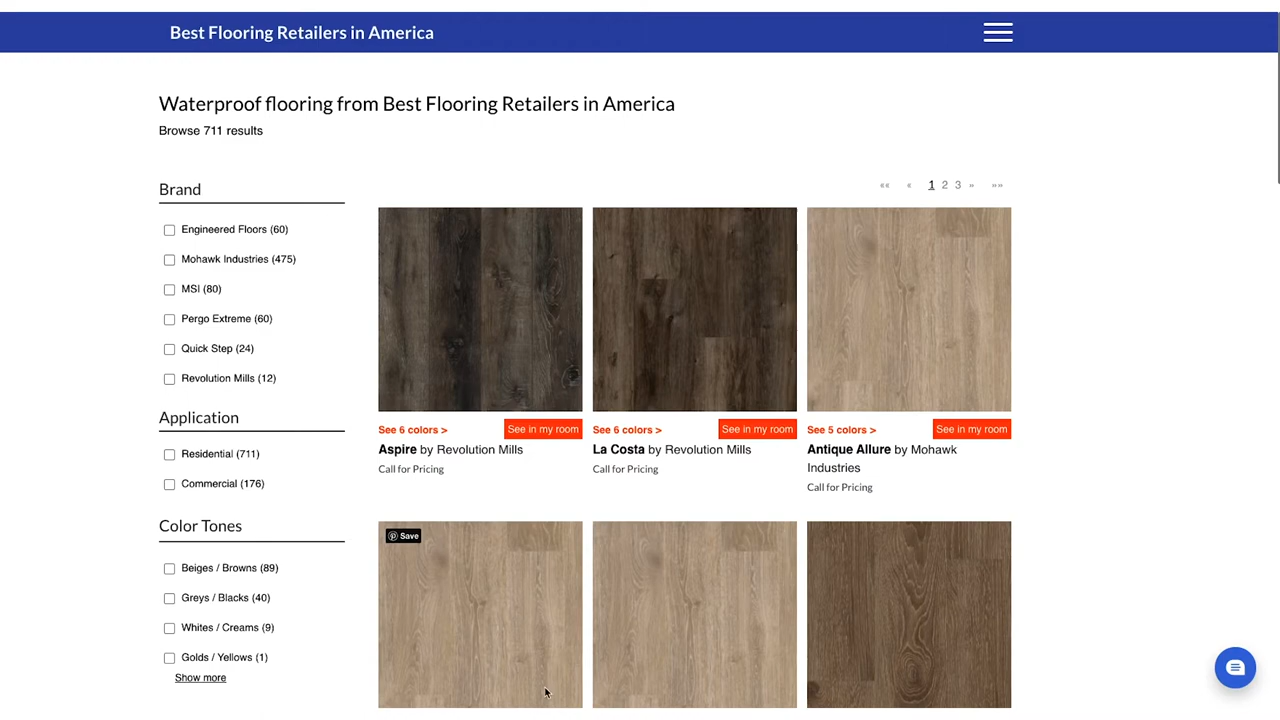 Best Flooring Retailers in America
Waterproof flooring from Best Flooring Retailers in America
Browse 711 results
«« « 1 2 3 » »»
Brand
Engineered Floors (60)
Mohawk Industries (475)
MSI (80)
Pergo Extreme (60)
Quick Step (24)
Revolution Mills (12)
Application
Residential (711)
Commercial (176)
Color Tones
Beiges / Browns (89)
Greys / Blacks (40)
Whites / Creams (9)
Golds / Yellows (1)
Show more
See 6 colors >
See in my room
Aspire by Revolution Mills
Call for Pricing
See 6 colors >
See in my room
La Costa by Revolution Mills
Call for Pricing
See 5 colors >
See in my room
Antique Allure by Mohawk
Industries
Call for Pricing
Save